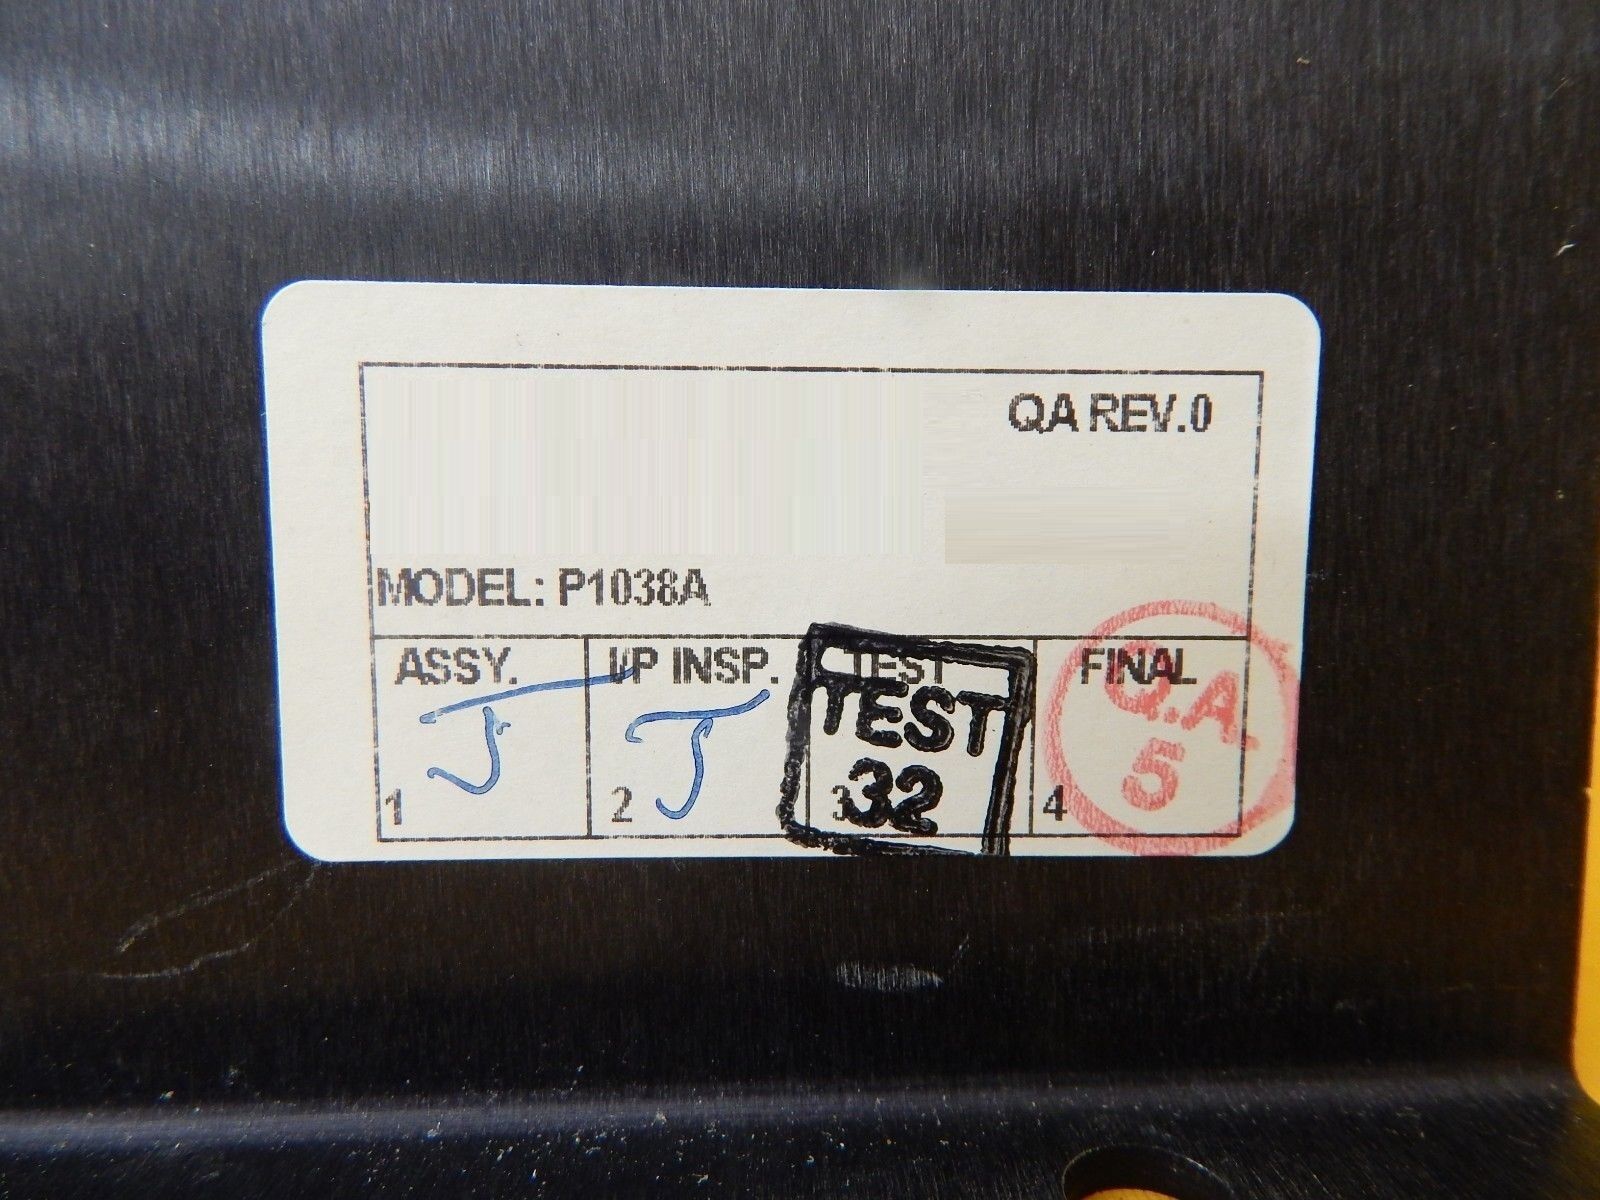 QA REV.0
MODEL: P1038A
ASSY. I/P INSP. TEST FINAL
J J TEST Q.A.
32 5
1 2 3 4